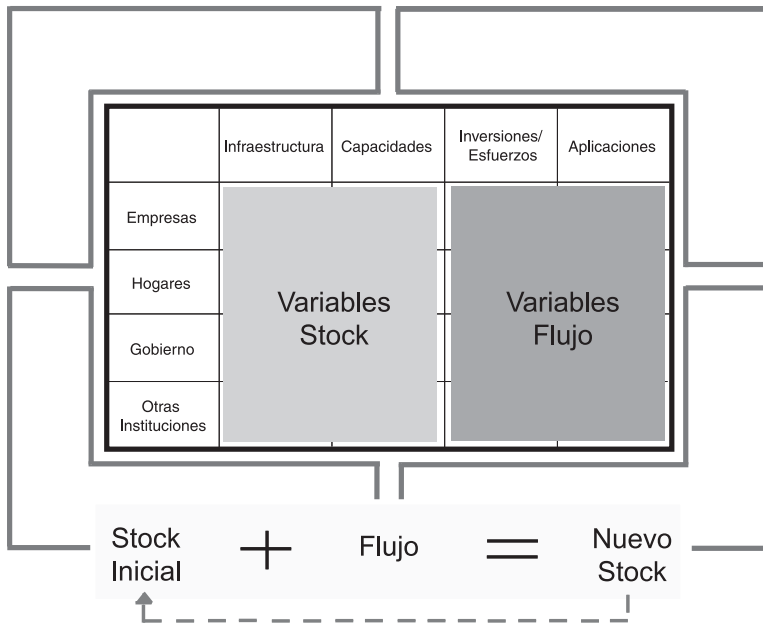 Infraestructura Capacidades Inversiones/
Esfuerzos Aplicaciones
Empresas
Hogares
Gobierno
Otras
Instituciones
Variables
Stock
Variables
Flujo
Stock
Inicial
+
Flujo
=
Nuevo
Stock